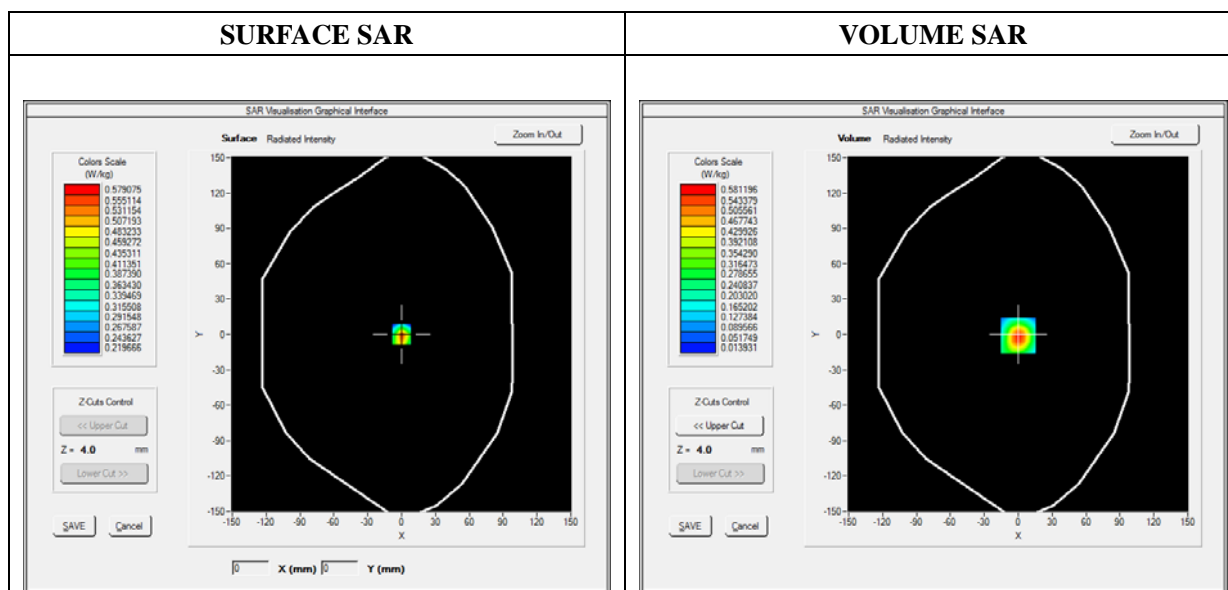 SURFACE SAR
VOLUME SAR
SAR Visualisation Graphical Interface
Surface Radiated Intensity
Zoom In/Out
Colors Scale
(W/kg)
0.579075
0.555114
0.531154
0.507193
0.483233
0.459272
0.435311
0.411351
0.387390
0.363430
0.339469
0.315508
0.291548
0.267587
0.243627
0.219666
150
120
90
60
30
0
-30
-60
-90
-120
-150
Y
-150 -120 -90 -60 -30 0 30 60 90 120 150
X
Z-Cuts Control
<< Upper Cut
Z = 4.0 mm
Lower Cut >>
SAVE Cancel
0 X (mm) 0 Y (mm)
SAR Visualisation Graphical Interface
Volume Radiated Intensity
Zoom In/Out
Colors Scale
(W/kg)
0.581196
0.543379
0.505561
0.467743
0.429926
0.392108
0.354290
0.316473
0.278655
0.240837
0.203020
0.165202
0.127384
0.089566
0.051749
0.013931
150
120
90
60
30
0
-30
-60
-90
-120
-150
Y
-150 -120 -90 -60 -30 0 30 60 90 120 150
X
Z-Cuts Control
<< Upper Cut
Z = 4.0 mm
Lower Cut >>
SAVE Cancel